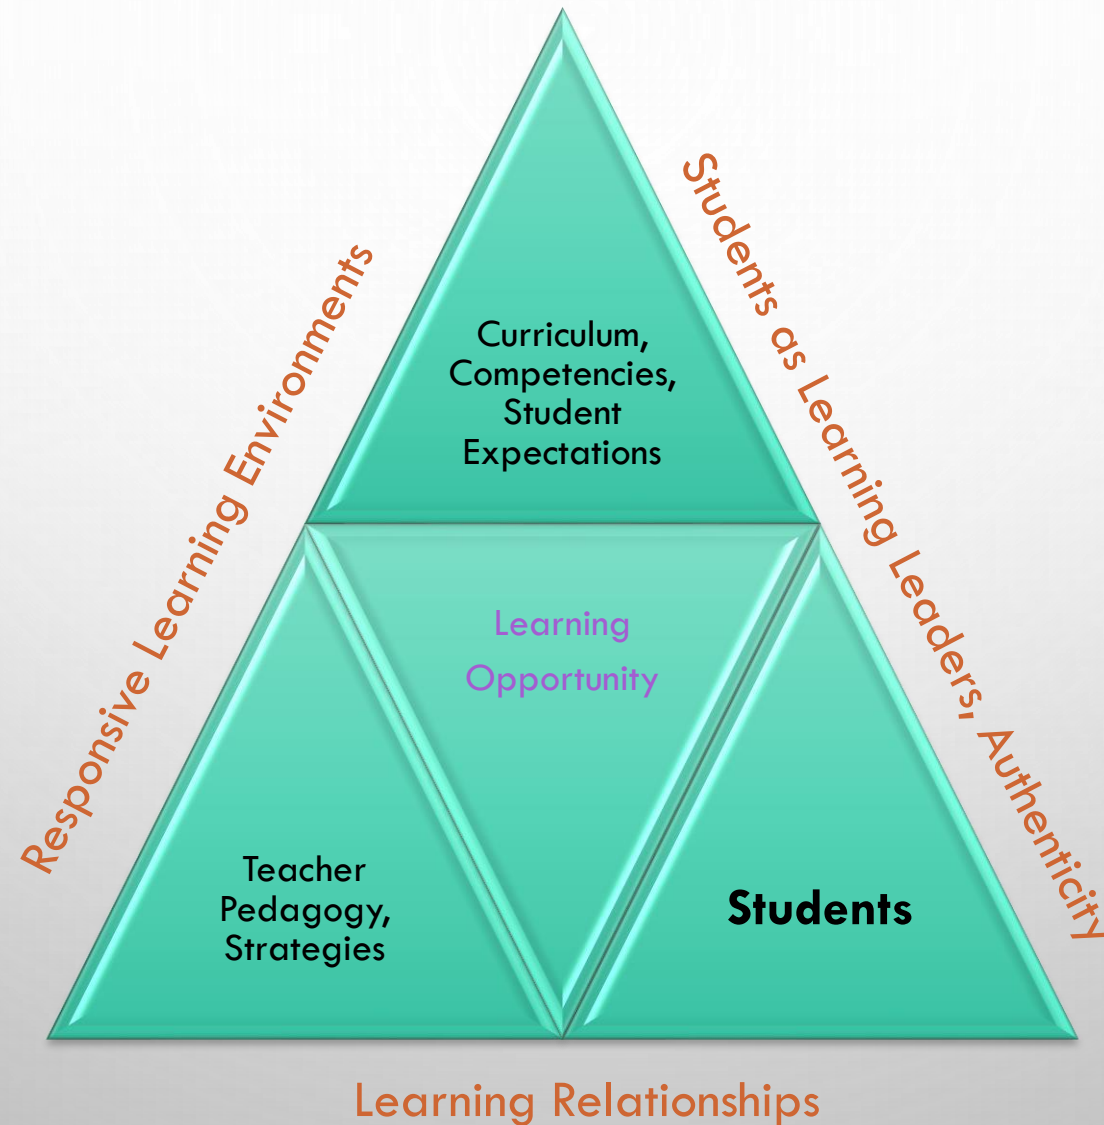 Students as Learning Leaders, Authenticity
Responsive Learning Environments
Curriculum,
Competencies,
Student
Expectations
Learning
Opportunity
Teacher
Pedagogy,
Strategies
Students
Learning Relationships